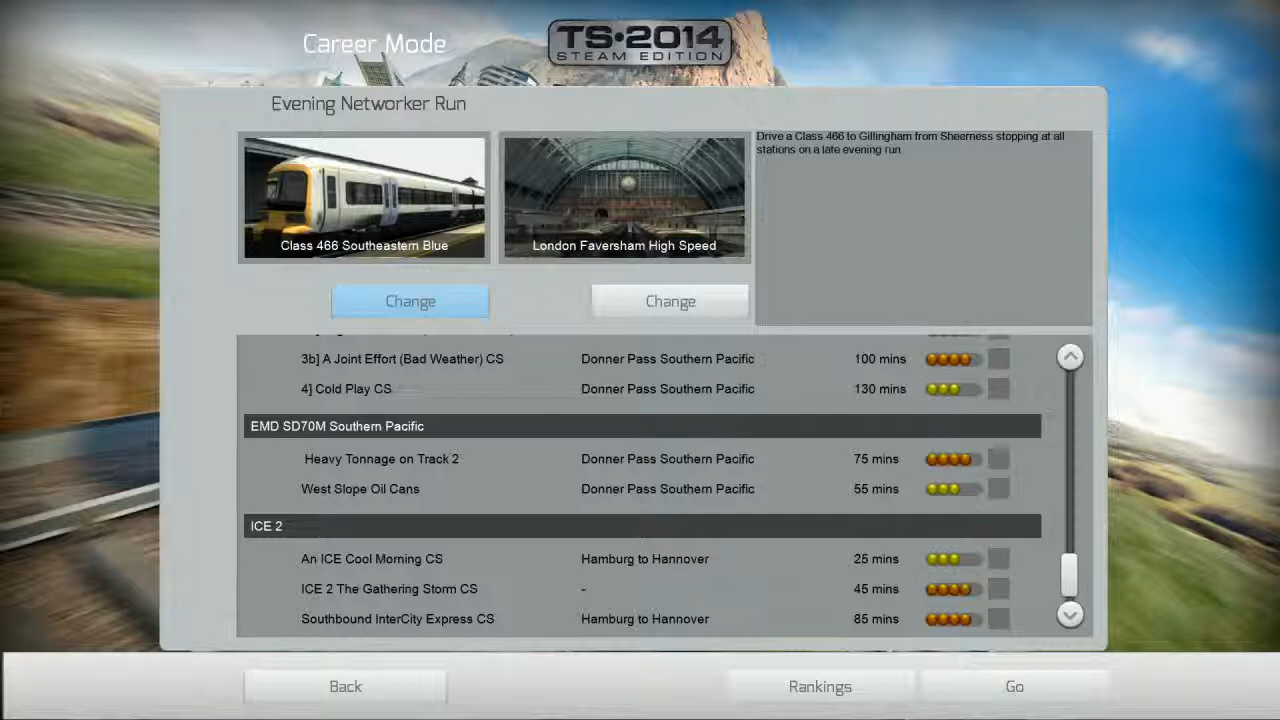 Career Mode
TS•2014
STEAM EDITION
Evening Networker Run
Class 466 Southeastern Blue
London Faversham High Speed
Drive a Class 466 to Gillingham from Sheerness stopping at all
stations on a late evening run.
Change
Change
3b] A Joint Effort (Bad Weather) CS Donner Pass Southern Pacific 100 mins
4] Cold Play CS Donner Pass Southern Pacific 130 mins
EMD SD70M Southern Pacific
Heavy Tonnage on Track 2 Donner Pass Southern Pacific 75 mins
West Slope Oil Cans Donner Pass Southern Pacific 55 mins
ICE 2
An ICE Cool Morning CS Hamburg to Hannover 25 mins
ICE 2 The Gathering Storm CS - 45 mins
Southbound InterCity Express CS Hamburg to Hannover 85 mins
Back
Rankings
Go